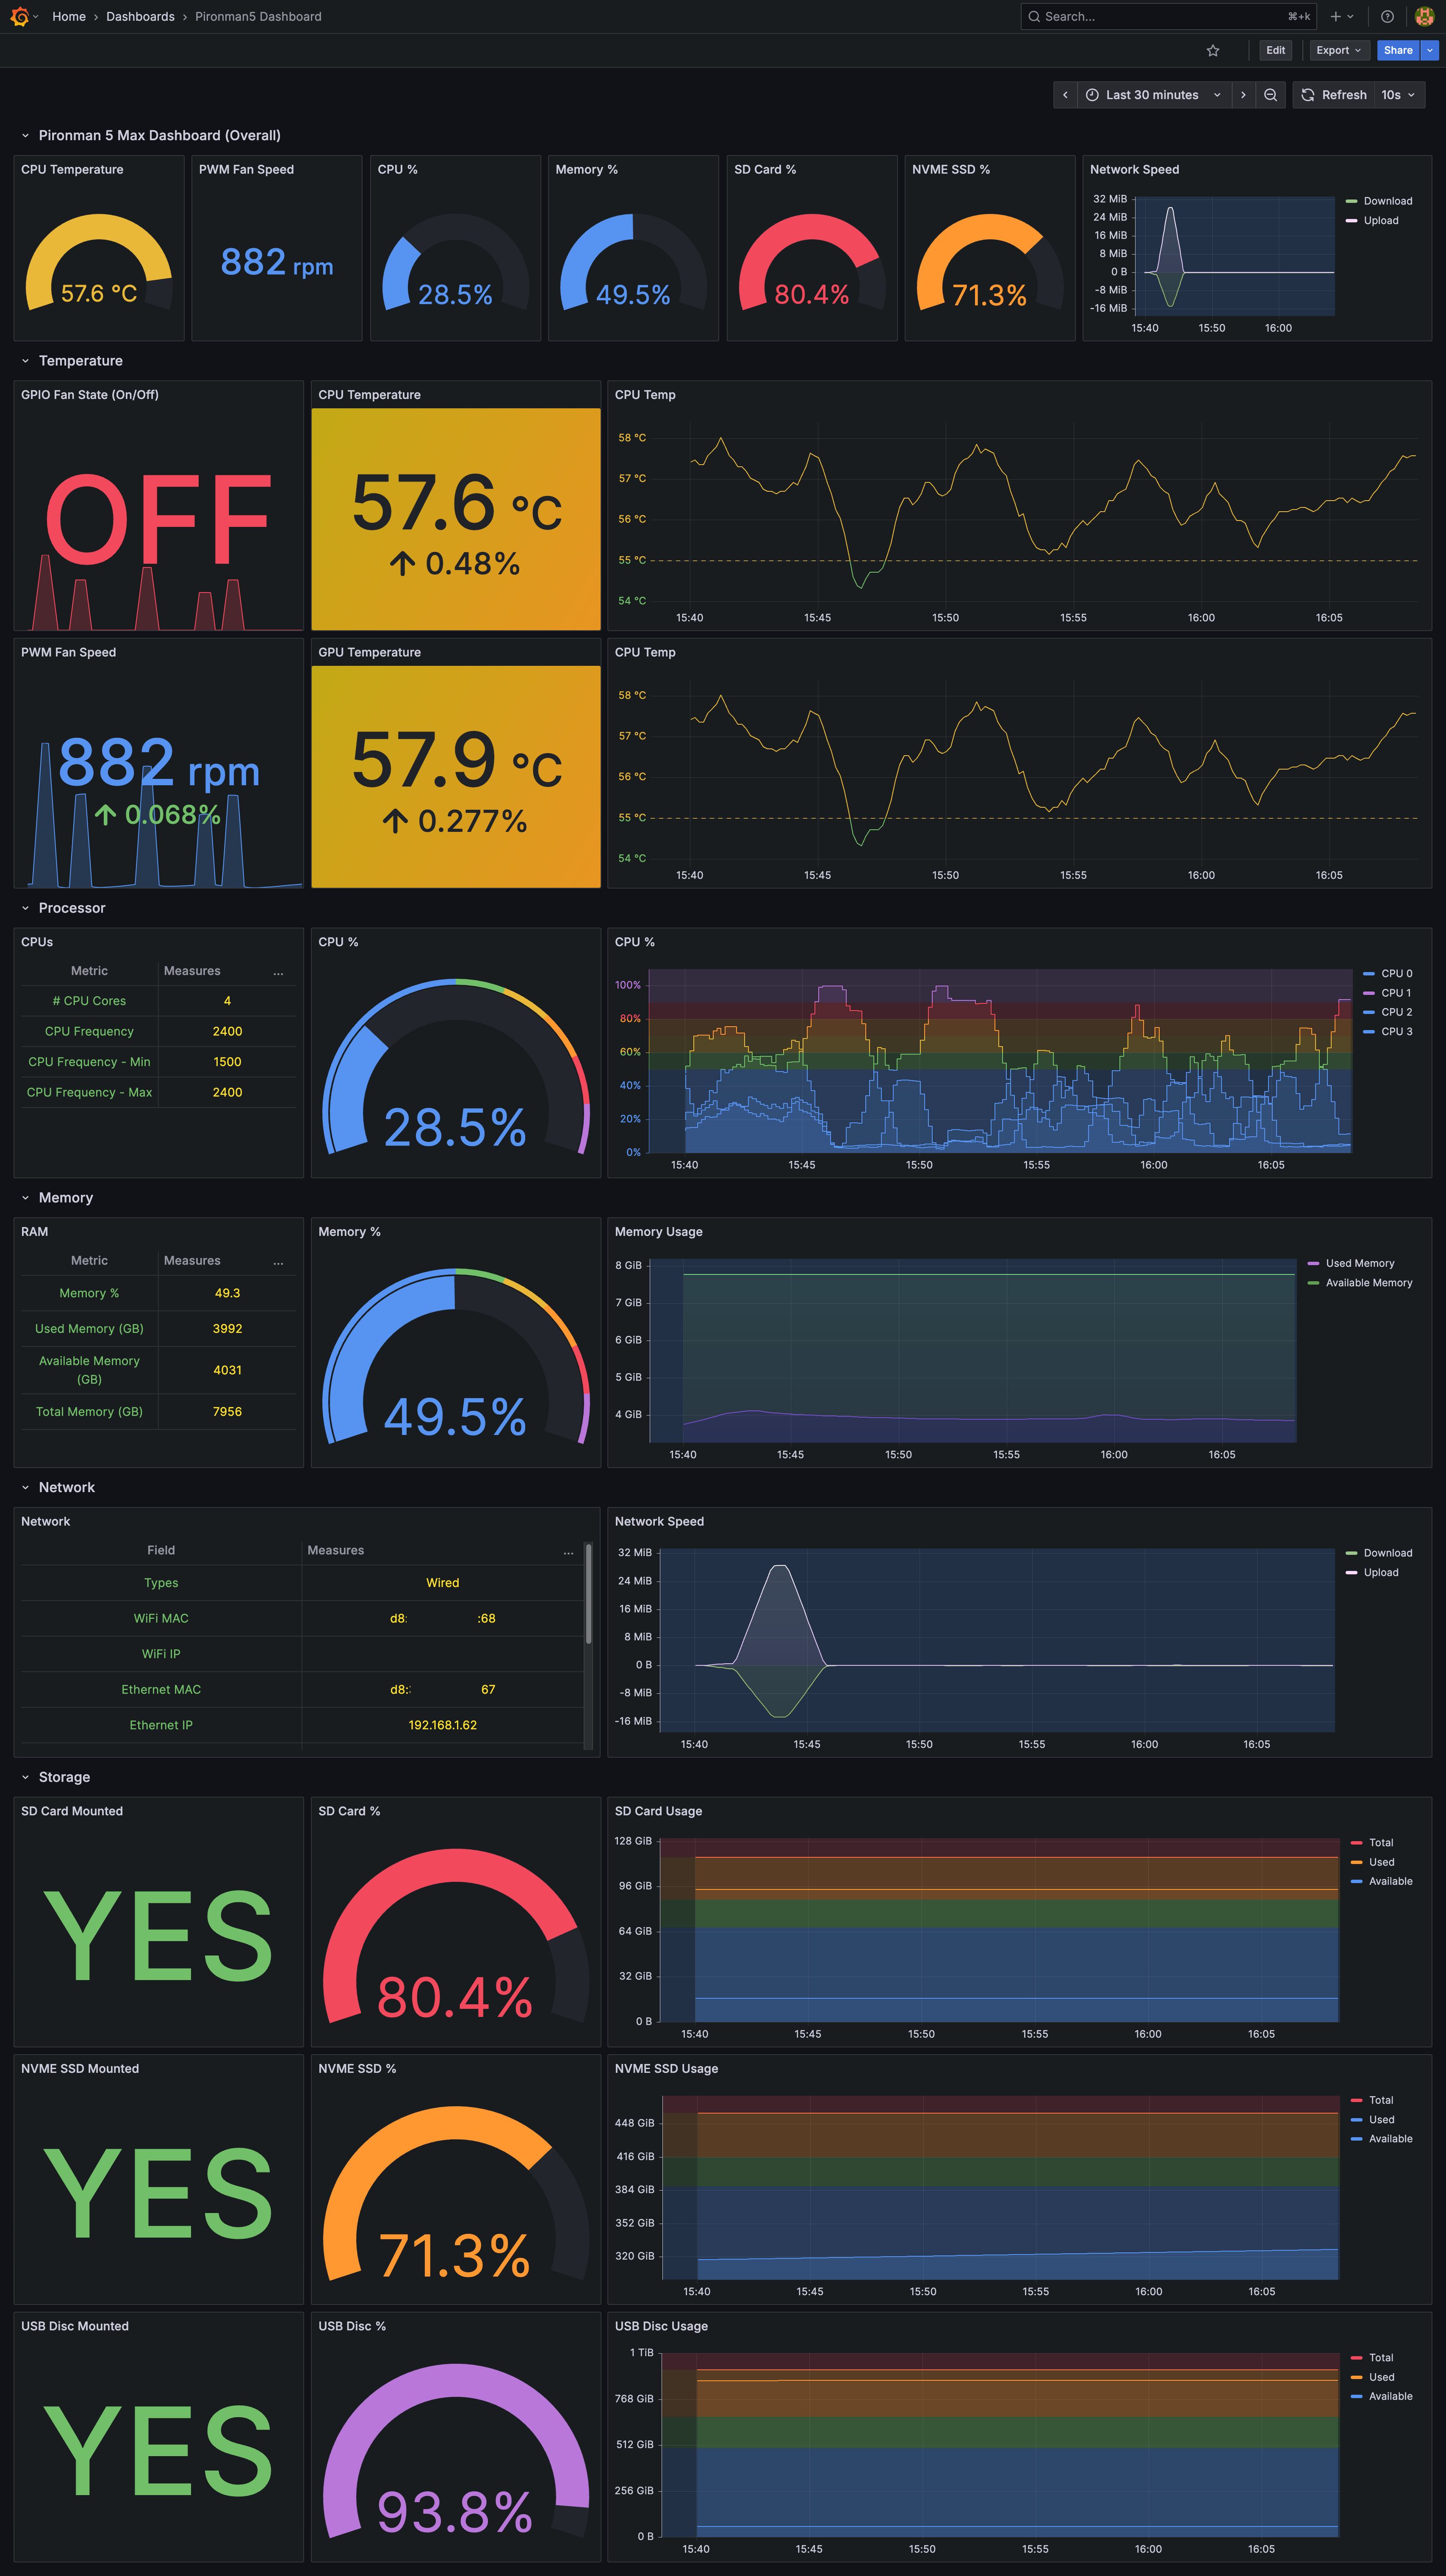 Home › Dashboards › Pironman5 Dashboard
Search... ⌘+k
Edit Export Share
Last 30 minutes Refresh 10s
Pironman 5 Max Dashboard (Overall)
CPU Temperature
57.6 °C
PWM Fan Speed
882 rpm
CPU %
28.5%
Memory %
49.5%
SD Card %
80.4%
NVME SSD %
71.3%
Network Speed
32 MiB
24 MiB
16 MiB
8 MiB
0 B
-8 MiB
-16 MiB
15:40 15:50 16:00
Download
Upload
Temperature
GPIO Fan State (On/Off)
OFF
CPU Temperature
57.6 °C
↑ 0.48%
CPU Temp
58 °C
57 °C
56 °C
55 °C
54 °C
15:40 15:45 15:50 15:55 16:00 16:05
PWM Fan Speed
882 rpm
↑ 0.068%
GPU Temperature
57.9 °C
↑ 0.277%
CPU Temp
58 °C
57 °C
56 °C
55 °C
54 °C
15:40 15:45 15:50 15:55 16:00 16:05
Processor
CPUs
Metric Measures ...
# CPU Cores 4
CPU Frequency 2400
CPU Frequency - Min 1500
CPU Frequency - Max 2400
CPU %
28.5%
CPU %
100%
80%
60%
40%
20%
0%
15:40 15:45 15:50 15:55 16:00 16:05
CPU 0
CPU 1
CPU 2
CPU 3
Memory
RAM
Metric Measures ...
Memory % 49.3
Used Memory (GB) 3992
Available Memory
(GB) 4031
Total Memory (GB) 7956
Memory %
49.5%
Memory Usage
8 GiB
7 GiB
6 GiB
5 GiB
4 GiB
15:40 15:45 15:50 15:55 16:00 16:05
Used Memory
Available Memory
Network
Network
Field Measures ...
Types Wired
WiFi MAC d8: :68
WiFi IP
Ethernet MAC d8: 67
Ethernet IP 192.168.1.62
Network Speed
32 MiB
24 MiB
16 MiB
8 MiB
0 B
-8 MiB
-16 MiB
15:40 15:45 15:50 15:55 16:00 16:05
Download
Upload
Storage
SD Card Mounted
YES
SD Card %
80.4%
SD Card Usage
128 GiB
96 GiB
64 GiB
32 GiB
0 B
15:40 15:45 15:50 15:55 16:00 16:05
Total
Used
Available
NVME SSD Mounted
YES
NVME SSD %
71.3%
NVME SSD Usage
448 GiB
416 GiB
384 GiB
352 GiB
320 GiB
15:40 15:45 15:50 15:55 16:00 16:05
Total
Used
Available
USB Disc Mounted
YES
USB Disc %
93.8%
USB Disc Usage
1 TiB
768 GiB
512 GiB
256 GiB
0 B
15:40 15:45 15:50 15:55 16:00 16:05
Total
Used
Available